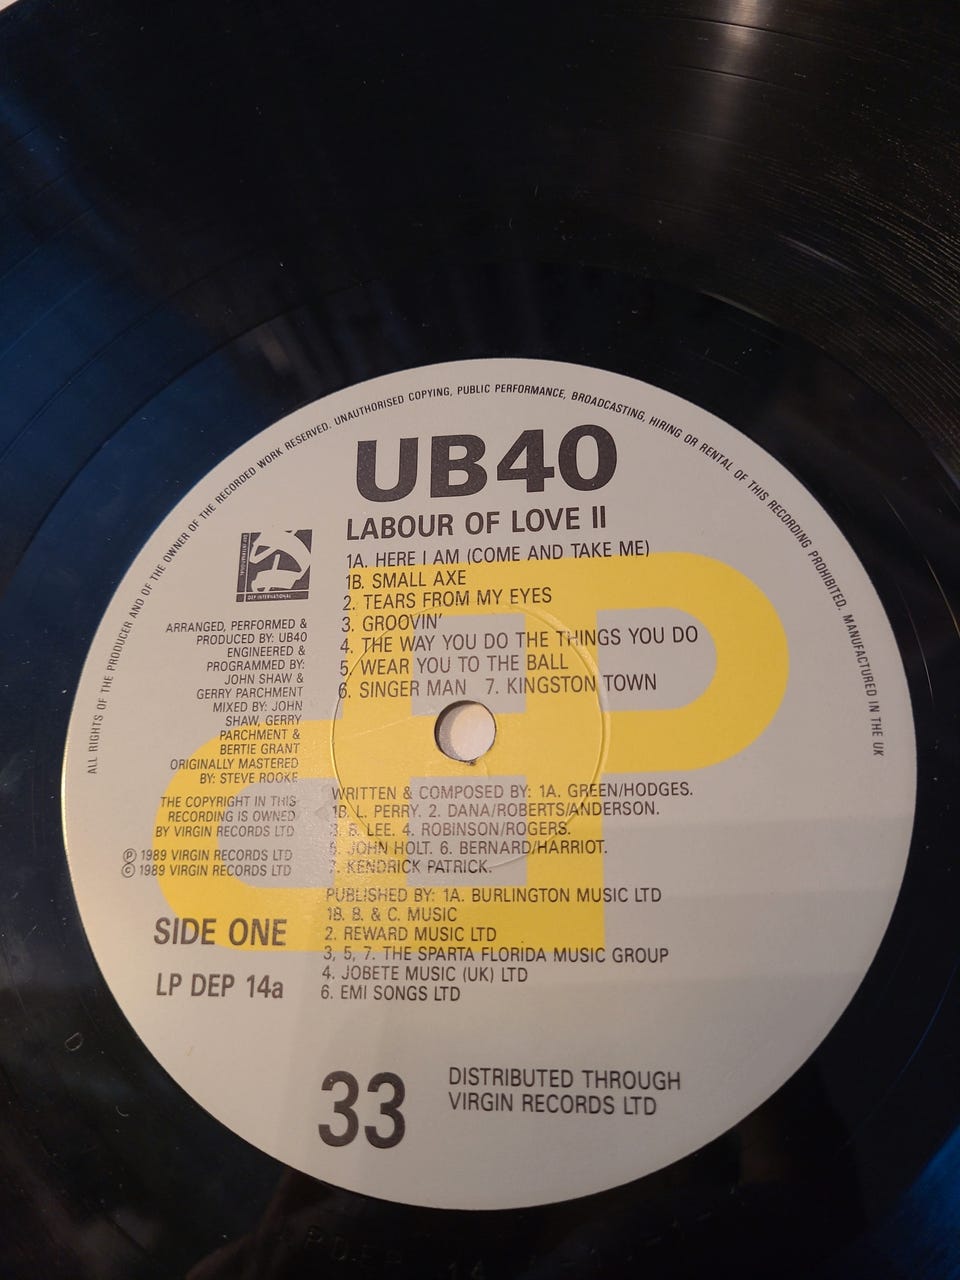 ALL RIGHTS OF THE PRODUCER AND OF THE OWNER OF THE RECORDED WORK RESERVED. UNAUTHORISED COPYING, PUBLIC PERFORMANCE, BROADCASTING, HIRING OR RENTAL OF THIS RECORDING PROHIBITED. MANUFACTURED IN THE UK
UB40
LABOUR OF LOVE II
1A. HERE I AM (COME AND TAKE ME)
1B. SMALL AXE
2. TEARS FROM MY EYES
3. GROOVIN'
4. THE WAY YOU DO THE THINGS YOU DO
5. WEAR YOU TO THE BALL
6. SINGER MAN 7. KINGSTON TOWN
DEP INTERNATIONAL
DEP INTERNATIONAL
ARRANGED, PERFORMED &
PRODUCED BY: UB40
ENGINEERED &
PROGRAMMED BY:
JOHN SHAW &
GERRY PARCHMENT
MIXED BY: JOHN
SHAW, GERRY
PARCHMENT &
BERTIE GRANT
ORIGINALLY MASTERED
BY: STEVE ROOKE
THE COPYRIGHT IN THIS
RECORDING IS OWNED
BY VIRGIN RECORDS LTD
℗ 1989 VIRGIN RECORDS LTD
© 1989 VIRGIN RECORDS LTD
SIDE ONE
LP DEP 14a
WRITTEN & COMPOSED BY: 1A. GREEN/HODGES.
1B. L. PERRY. 2. DANA/ROBERTS/ANDERSON.
3. B. LEE. 4. ROBINSON/ROGERS.
5. JOHN HOLT. 6. BERNARD/HARRIOT.
7. KENDRICK PATRICK.
PUBLISHED BY: 1A. BURLINGTON MUSIC LTD
1B. B. & C. MUSIC
2. REWARD MUSIC LTD
3, 5, 7. THE SPARTA FLORIDA MUSIC GROUP
4. JOBETE MUSIC (UK) LTD
6. EMI SONGS LTD
33
DISTRIBUTED THROUGH
VIRGIN RECORDS LTD